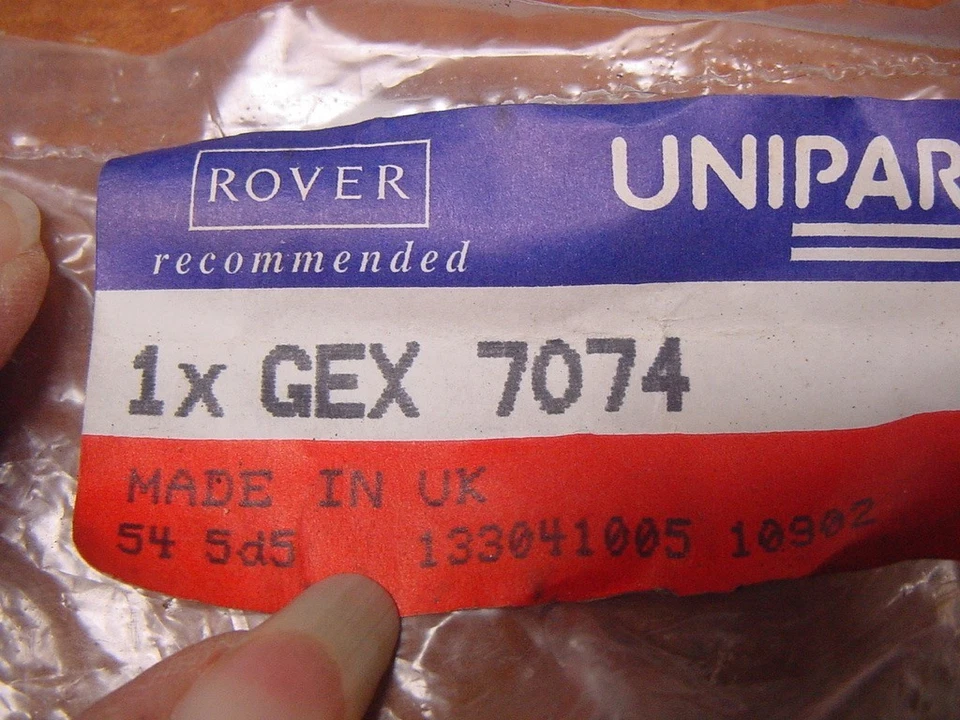 ROVER
recommended
UNIPAR
1x GEX 7074
MADE IN UK
54 5d5 133041005 10902